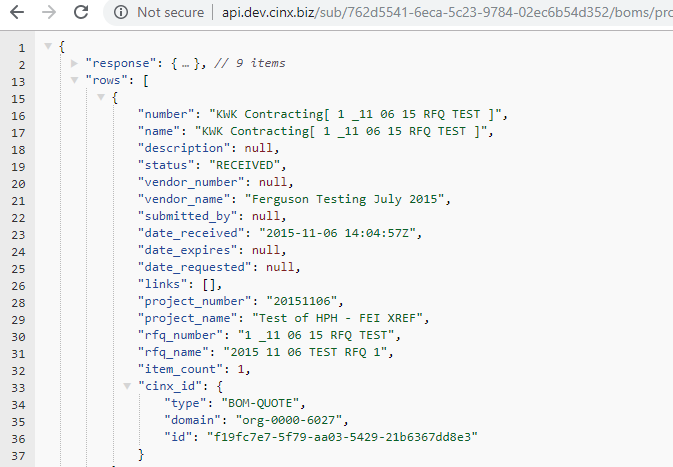 Not secure | api.dev.cinx.biz/sub/762d5541-6eca-5c23-9784-02ec6b54d352/boms/pro
1 {
2 "response": { … }, // 9 items
13 "rows": [
15 {
16 "number": "KWK Contracting[ 1 _11 06 15 RFQ TEST ]",
17 "name": "KWK Contracting[ 1 _11 06 15 RFQ TEST ]",
18 "description": null,
19 "status": "RECEIVED",
20 "vendor_number": null,
21 "vendor_name": "Ferguson Testing July 2015",
22 "submitted_by": null,
23 "date_received": "2015-11-06 14:04:57Z",
24 "date_expires": null,
25 "date_requested": null,
26 "links": [],
28 "project_number": "20151106",
29 "project_name": "Test of HPH - FEI XREF",
30 "rfq_number": "1 _11 06 15 RFQ TEST",
31 "rfq_name": "2015 11 06 TEST RFQ 1",
32 "item_count": 1,
33 "cinx_id": {
34 "type": "BOM-QUOTE",
35 "domain": "org-0000-6027",
36 "id": "f19fc7e7-5f79-aa03-5429-21b6367dd8e3"
37 }